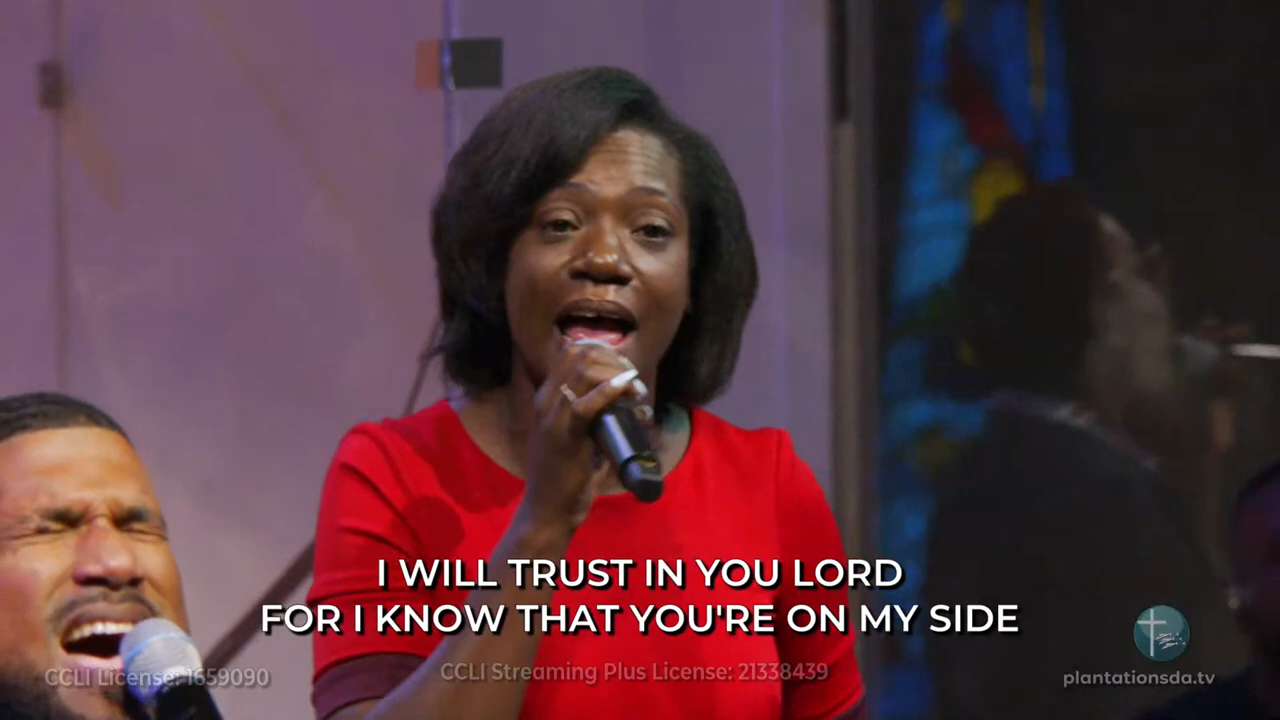 I WILL TRUST IN YOU LORD
FOR I KNOW THAT YOU'RE ON MY SIDE
CCLI License: 1659090
CCLI Streaming Plus License: 21338439
plantationsda.tv